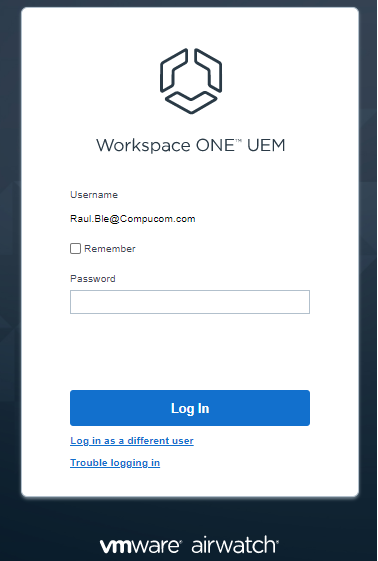 Workspace ONE™ UEM
Username
Raul.Ble@Compucom.com
Remember
Password
Log In
Log in as a different user
Trouble logging in
vmware® airwatch®